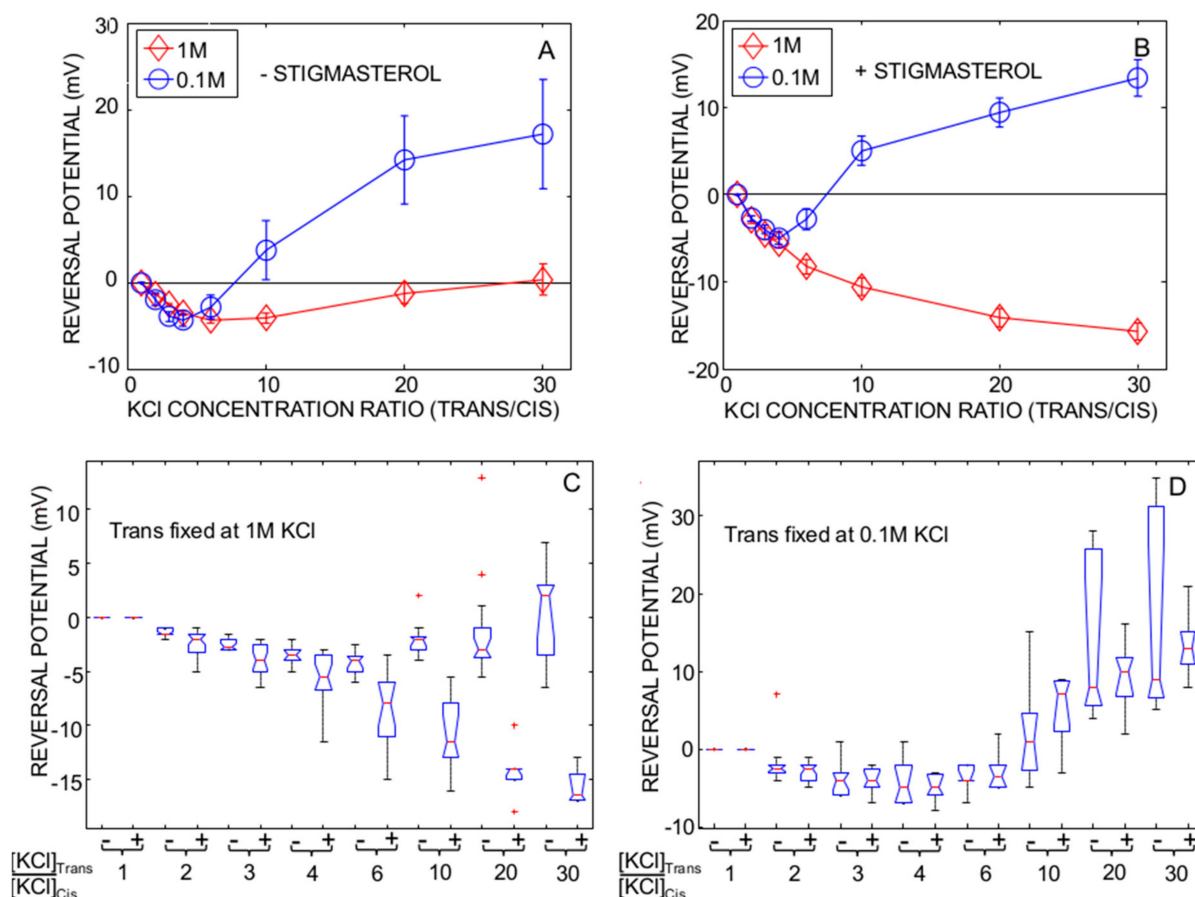 A
1M
0.1M
- STIGMASTEROL
REVERSAL POTENTIAL (mV)
30
20
10
0
-10
0
10
20
30
KCl CONCENTRATION RATIO (TRANS/CIS)
B
1M
0.1M
+ STIGMASTEROL
REVERSAL POTENTIAL (mV)
20
10
0
-10
-20
0
10
20
30
KCl CONCENTRATION RATIO (TRANS/CIS)
C
Trans fixed at 1M KCl
REVERSAL POTENTIAL (mV)
10
5
0
-5
-10
-15
- + - + - + - + - + - + - + - +
[KCl]Trans
[KCl]Cis
1 2 3 4 6 10 20 30
D
Trans fixed at 0.1M KCl
REVERSAL POTENTIAL (mV)
30
20
10
0
-10
- + - + - + - + - + - + - + - +
[KCl]Trans
[KCl]Cis
1 2 3 4 6 10 20 30